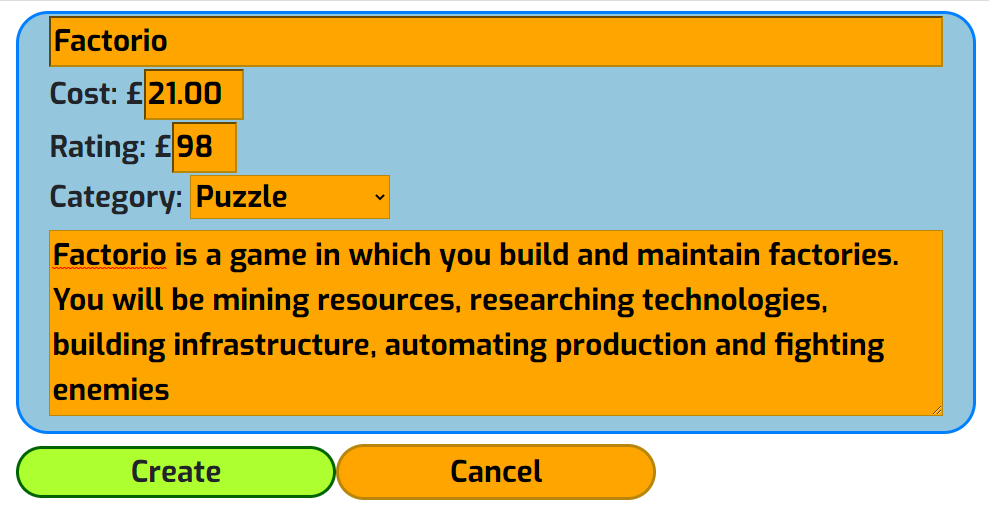 Factorio
Cost: £21.00
Rating: £98
Category: Puzzle
Factorio is a game in which you build and maintain factories.
You will be mining resources, researching technologies,
building infrastructure, automating production and fighting
enemies
Create Cancel